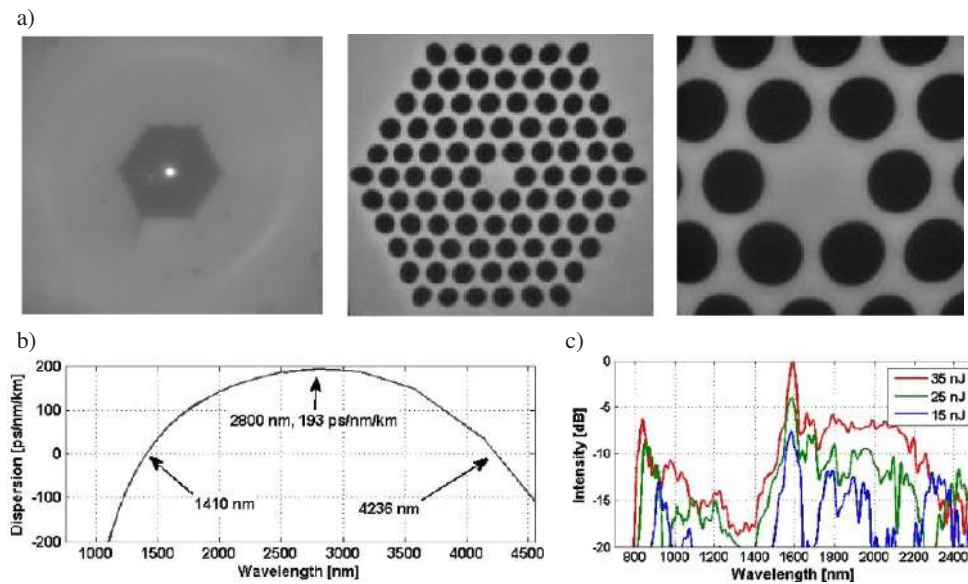 a)
b)
200
100
0
-100
-200
Dispersion [ps/nm/km]
2800 nm, 193 ps/nm/km
1410 nm
4236 nm
1000 1500 2000 2500 3000 3500 4000 4500
Wavelength [nm]
c)
0
-5
-10
-15
-20
Intensity [dB]
35 nJ
25 nJ
15 nJ
800 1000 1200 1400 1600 1800 2000 2200 2400
Wavelength [nm]